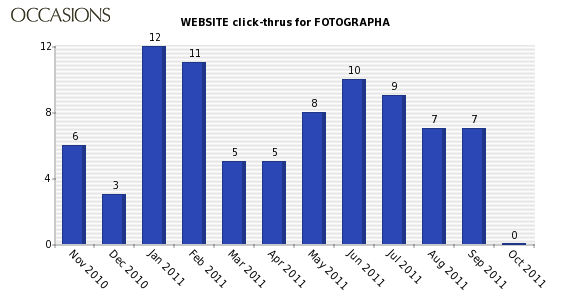 OCCASIONS
WEBSITE click-thrus for FOTOGRAPHA
12
8
4
0
6
3
12
11
5
5
8
10
9
7
7
0
Nov 2010
Dec 2010
Jan 2011
Feb 2011
Mar 2011
Apr 2011
May 2011
Jun 2011
Jul 2011
Aug 2011
Sep 2011
Oct 2011